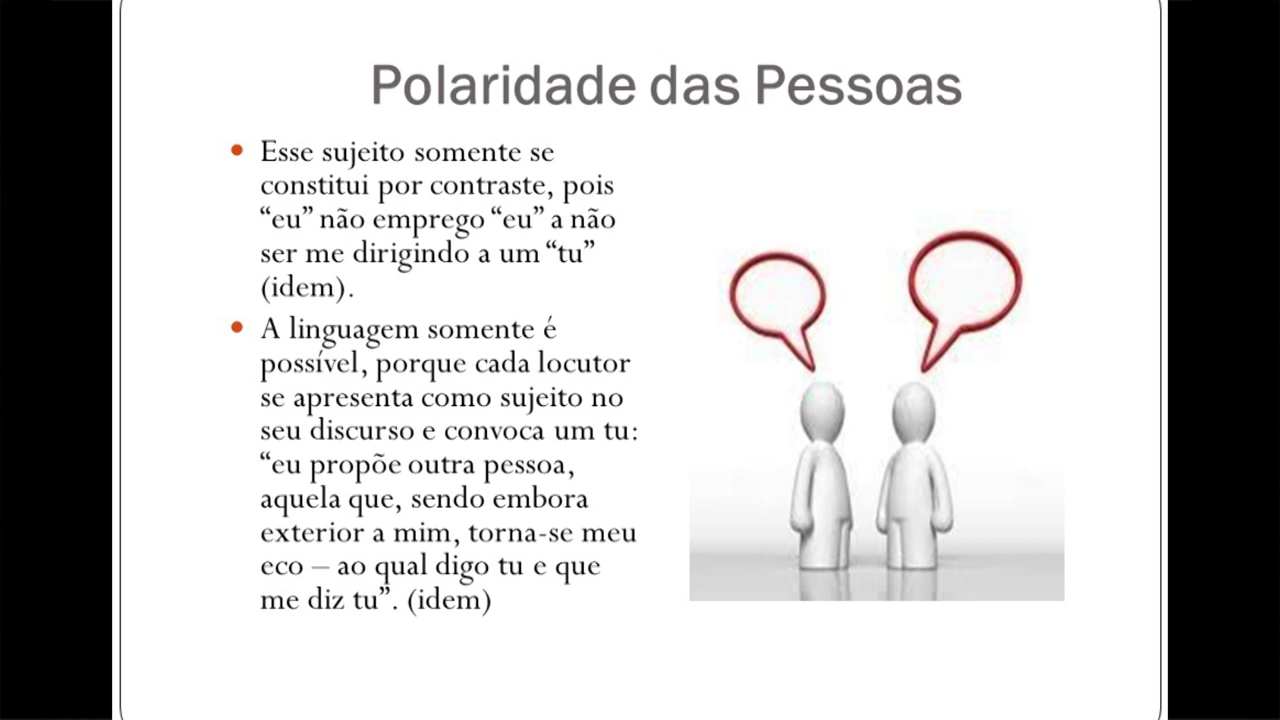 Polaridade das Pessoas
• Esse sujeito somente se
constitui por contraste, pois
“eu” não emprego “eu” a não
ser me dirigindo a um “tu”
(idem).
• A linguagem somente é
possível, porque cada locutor
se apresenta como sujeito no
seu discurso e convoca um tu:
“eu propõe outra pessoa,
aquela que, sendo embora
exterior a mim, torna-se meu
eco – ao qual digo tu e que
me diz tu”. (idem)